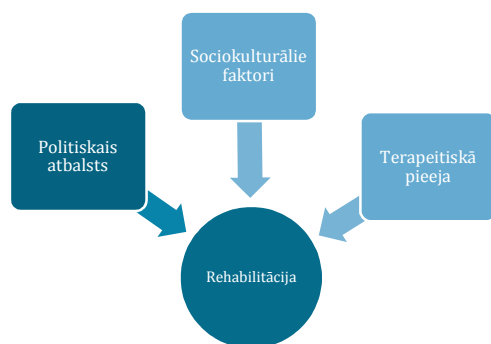 Sociokulturālie
faktori
Politiskais
atbalsts
Terapeitiskā
pieeja
Rehabilitācija